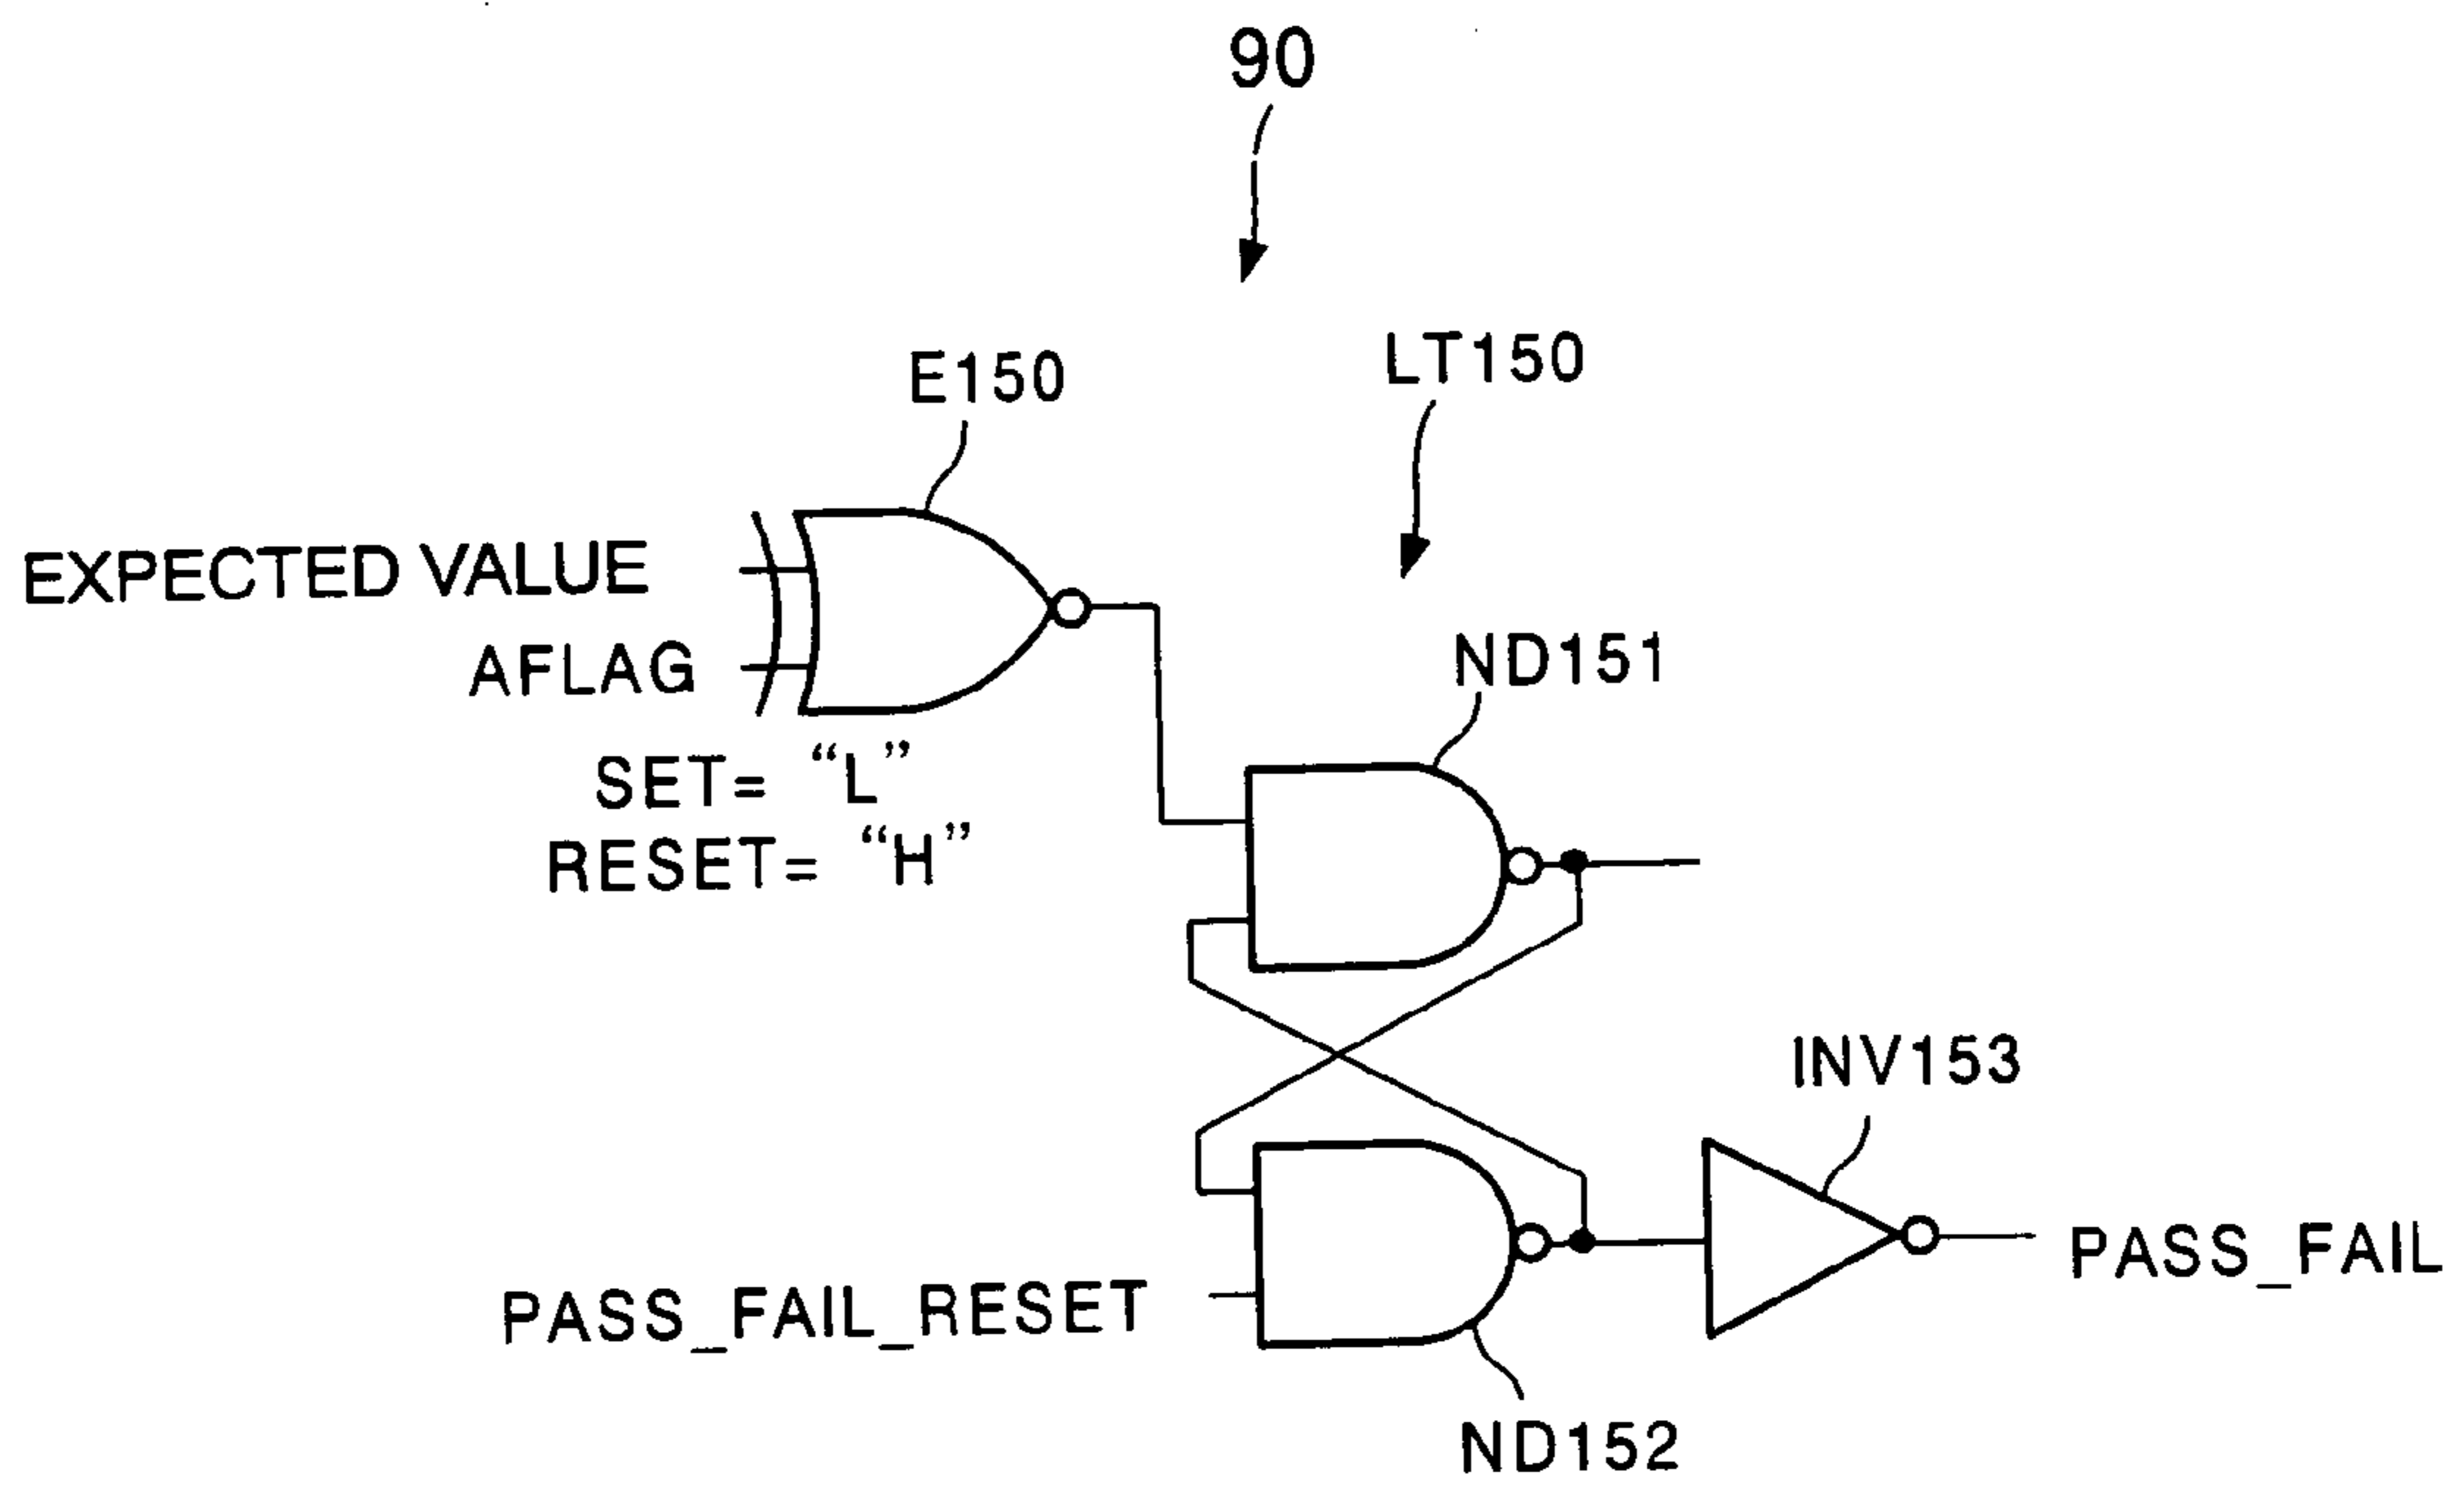 90
E150
LT150
EXPECTED VALUE
AFLAG
SET= “L”
RESET= “H”
ND151
INV153
PASS_FAIL
PASS_FAIL_RESET
ND152